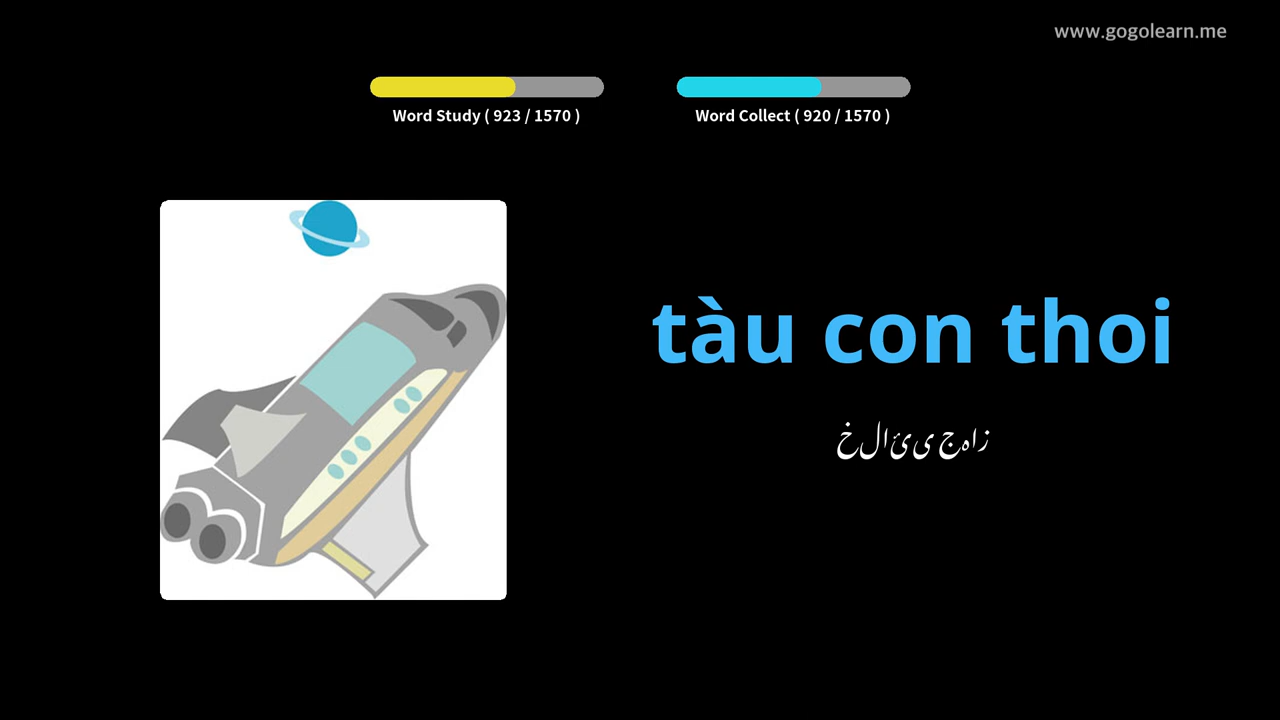 www.gogolearn.me
Word Study ( 923 / 1570 )
Word Collect ( 920 / 1570 )
tàu con thoi
خلائی جہاز